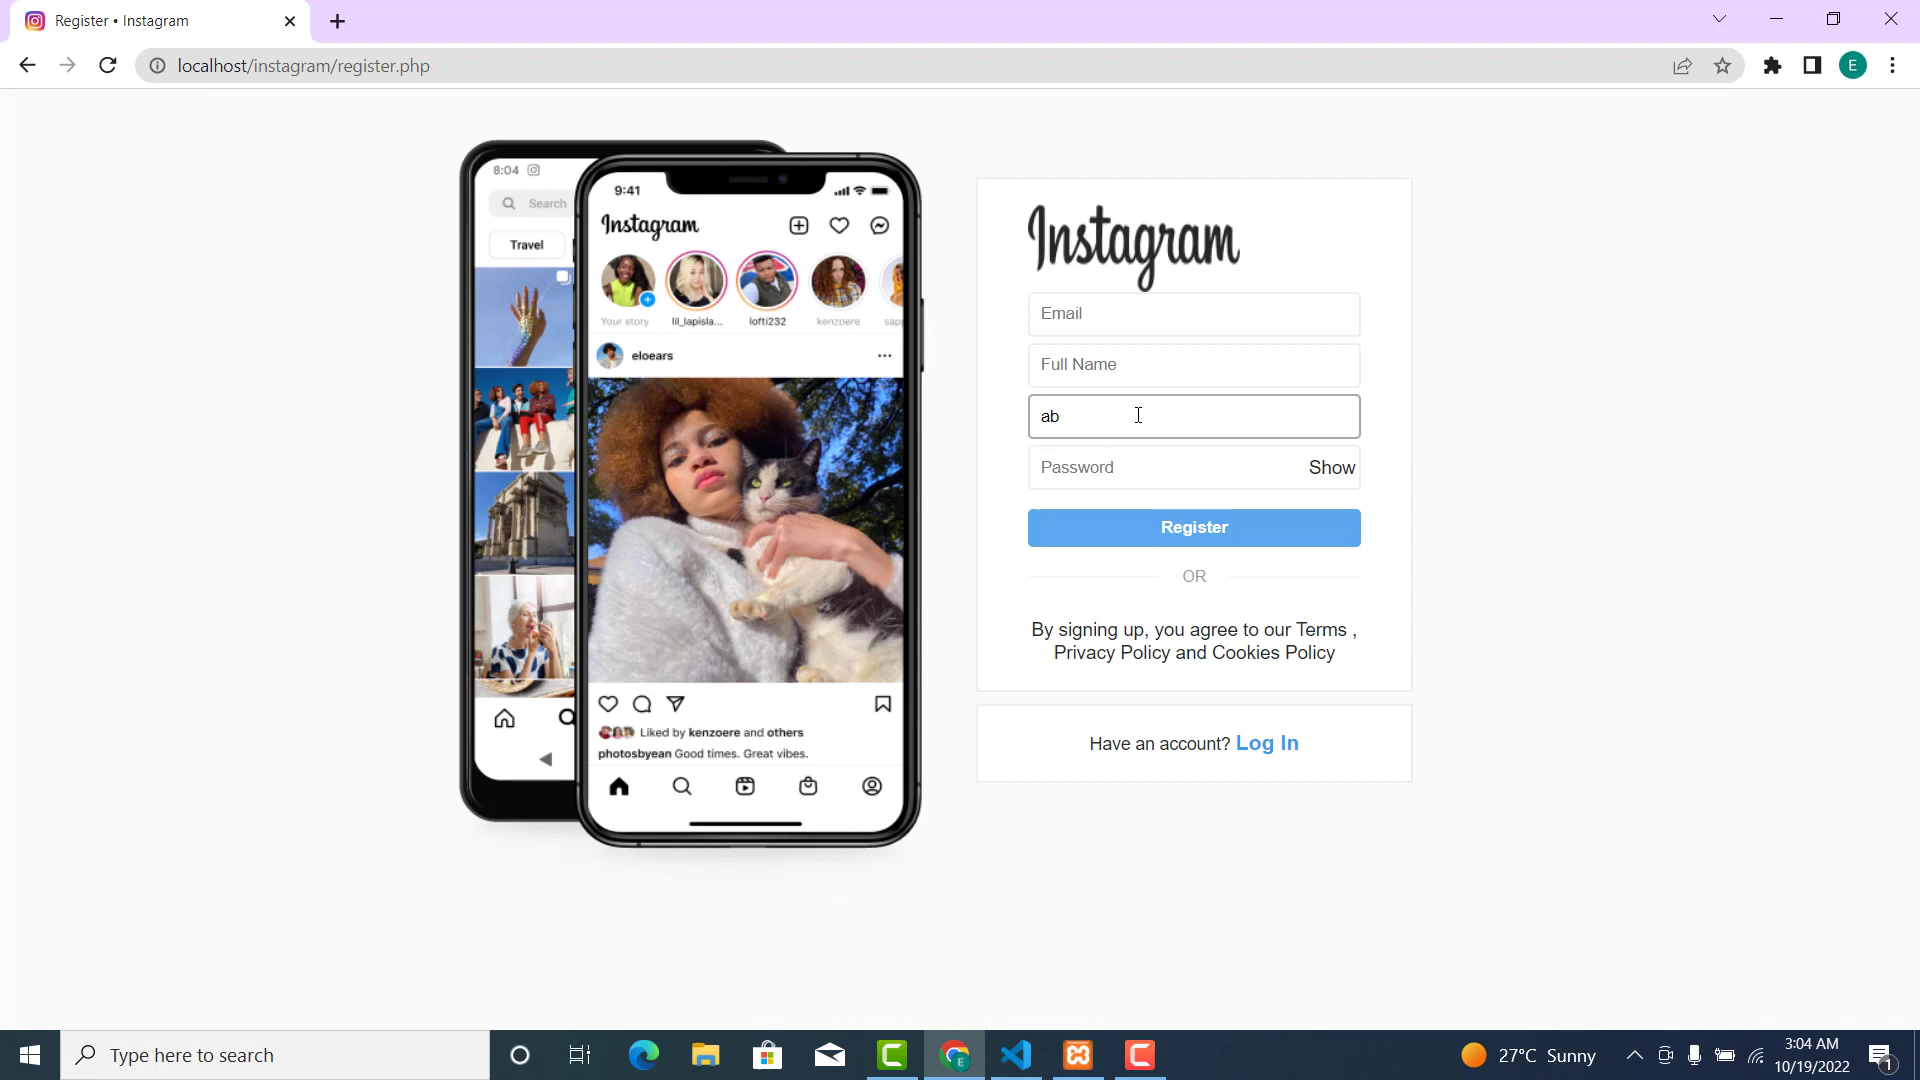 Register • Instagram
localhost/instagram/register.php
E
8:04
Search
Travel
9:41
Instagram
Your story
lil_lapisla...
lofti232
kenzoere
sap
eloears
Liked by kenzoere and others
photosbyean Good times. Great vibes.
Instagram
Email
Full Name
ab
Password
Show
Register
OR
By signing up, you agree to our Terms ,
Privacy Policy and Cookies Policy
Have an account? Log In
Type here to search
E
27°C Sunny
3:04 AM
10/19/2022
1